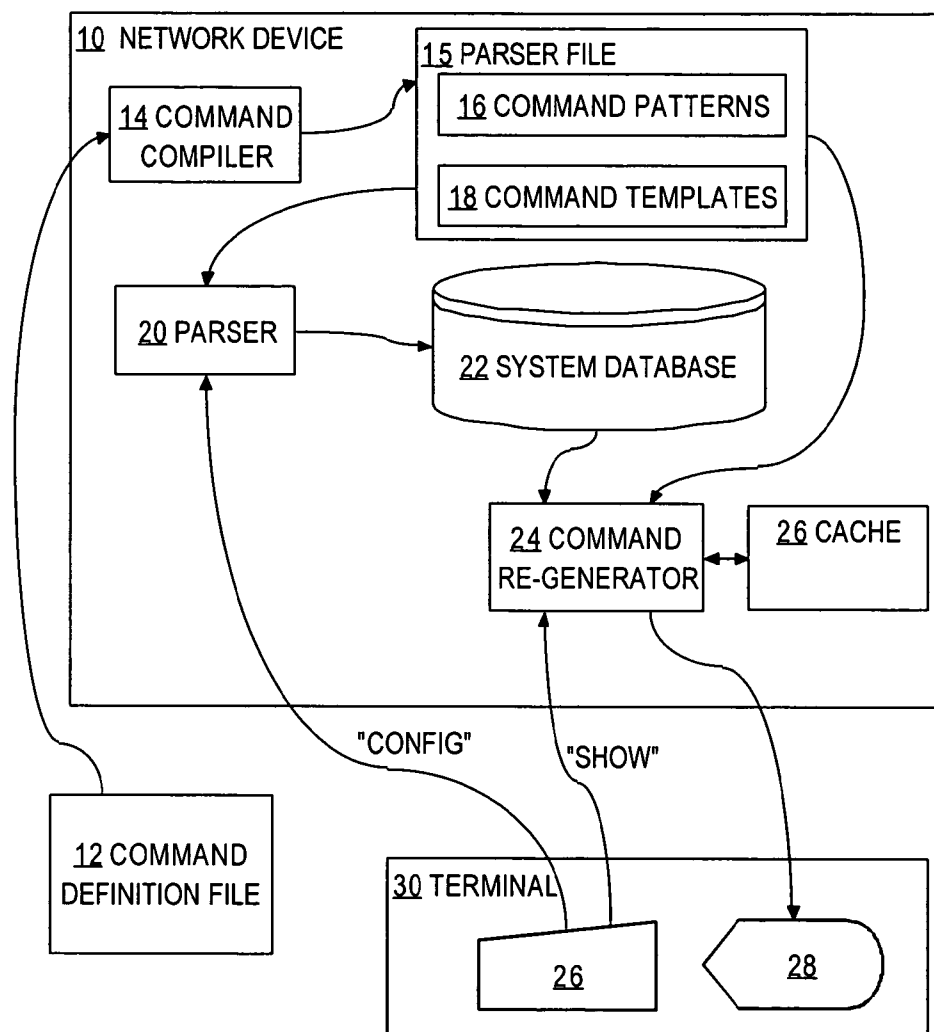 10 NETWORK DEVICE
15 PARSER FILE
16 COMMAND PATTERNS
14 COMMAND
COMPILER
18 COMMAND TEMPLATES
20 PARSER
22 SYSTEM DATABASE
24 COMMAND
RE-GENERATOR
26 CACHE
"CONFIG"
"SHOW"
12 COMMAND
DEFINITION FILE
30 TERMINAL
26
28